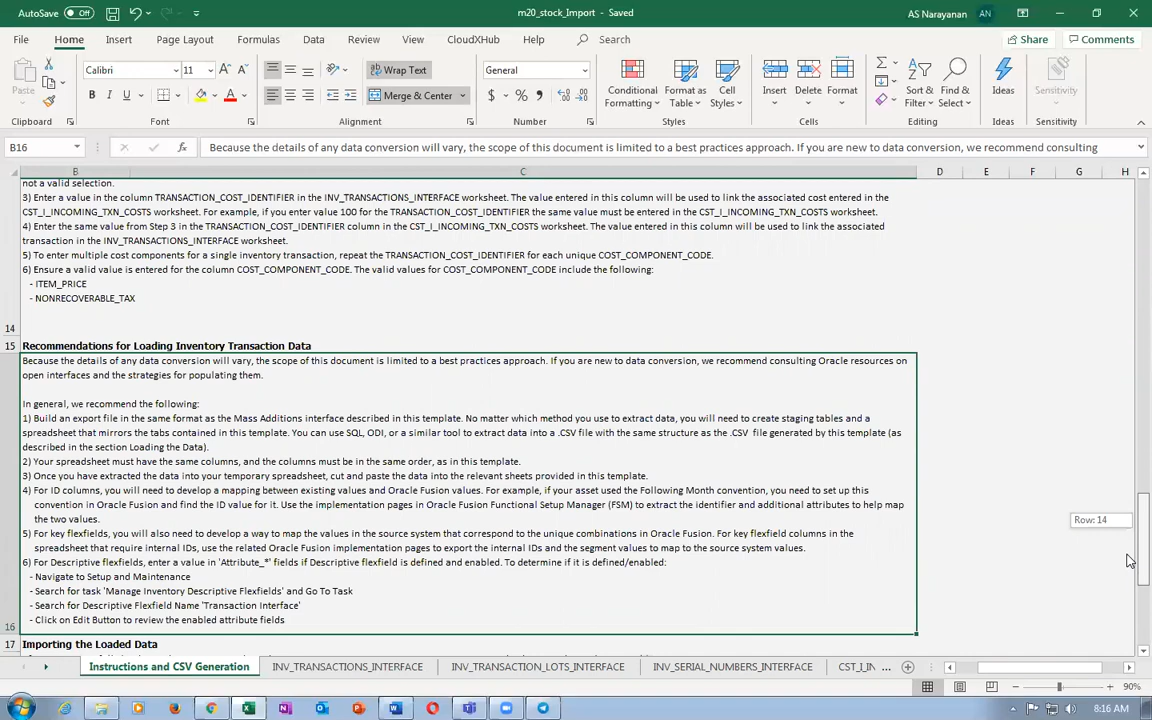 AutoSave Off
m20_stock_Import - Saved
AS Narayanan AN
File Home Insert Page Layout Formulas Data Review View CloudXHub Help Search Share Comments
Paste
Calibri 11 A A
B I U A
Wrap Text
Merge & Center
General
$ % 9
Conditional Formatting
Format as Table
Cell Styles
Insert Delete Format
Sort & Filter
Find & Select
Ideas
Sensitivity
Clipboard Font Alignment Number Styles Cells Editing Ideas Sensitivity
B16 fx Because the details of any data conversion will vary, the scope of this document is limited to a best practices approach. If you are new to data conversion, we recommend consulting
B C D E F G H
not a valid selection.
3) Enter a value in the column TRANSACTION_COST_IDENTIFIER in the INV_TRANSACTIONS_INTERFACE worksheet. The value entered in this column will be used to link the associated cost entered in the
CST_I_INCOMING_TXN_COSTS worksheet. For example, if you enter value 100 for the TRANSACTION_COST_IDENTIFIER the same value must be entered in the CST_I_INCOMING_TXN_COSTS worksheet.
4) Enter the same value from Step 3 in the TRANSACTION_COST_IDENTIFIER column in the CST_I_INCOMING_TXN_COSTS worksheet. The value entered in this column will be used to link the associated
transaction in the INV_TRANSACTIONS_INTERFACE worksheet.
5) To enter multiple cost components for a single inventory transaction, repeat the TRANSACTION_COST_IDENTIFIER for each unique COST_COMPONENT_CODE.
6) Ensure a valid value is entered for the column COST_COMPONENT_CODE. The valid values for COST_COMPONENT_CODE include the following:
- ITEM_PRICE
- NONRECOVERABLE_TAX
14
15 Recommendations for Loading Inventory Transaction Data
Because the details of any data conversion will vary, the scope of this document is limited to a best practices approach. If you are new to data conversion, we recommend consulting Oracle resources on
open interfaces and the strategies for populating them.
In general, we recommend the following:
1) Build an export file in the same format as the Mass Additions interface described in this template. No matter which method you use to extract data, you will need to create staging tables and a
spreadsheet that mirrors the tabs contained in this template. You can use SQL, ODI, or a similar tool to extract data into a .CSV file with the same structure as the .CSV file generated by this template (as
described in the section Loading the Data).
2) Your spreadsheet must have the same columns, and the columns must be in the same order, as in this template.
3) Once you have extracted the data into your temporary spreadsheet, cut and paste the data into the relevant sheets provided in this template.
4) For ID columns, you will need to develop a mapping between existing values and Oracle Fusion values. For example, if your asset used the Following Month convention, you need to set up this
convention in Oracle Fusion and find the ID value for it. Use the implementation pages in Oracle Fusion Functional Setup Manager (FSM) to extract the identifier and additional attributes to help map
the two values.
Row: 14
5) For key flexfields, you will also need to develop a way to map the values in the source system that correspond to the unique combinations in Oracle Fusion. For key flexfield columns in the
spreadsheet that require internal IDs, use the related Oracle Fusion implementation pages to export the internal IDs and the segment values to map to the source system values.
6) For Descriptive flexfields, enter a value in 'Attribute_*' fields if Descriptive flexfield is defined and enabled. To determine if it is defined/enabled:
- Navigate to Setup and Maintenance
- Search for task 'Manage Inventory Descriptive Flexfields' and Go To Task
- Search for Descriptive Flexfield Name 'Transaction Interface'
- Click on Edit Button to review the enabled attribute fields
16
17 Importing the Loaded Data
Instructions and CSV Generation INV_TRANSACTIONS_INTERFACE INV_TRANSACTION_LOTS_INTERFACE INV_SERIAL_NUMBERS_INTERFACE CST_I_IN ...
90%
8:16 AM